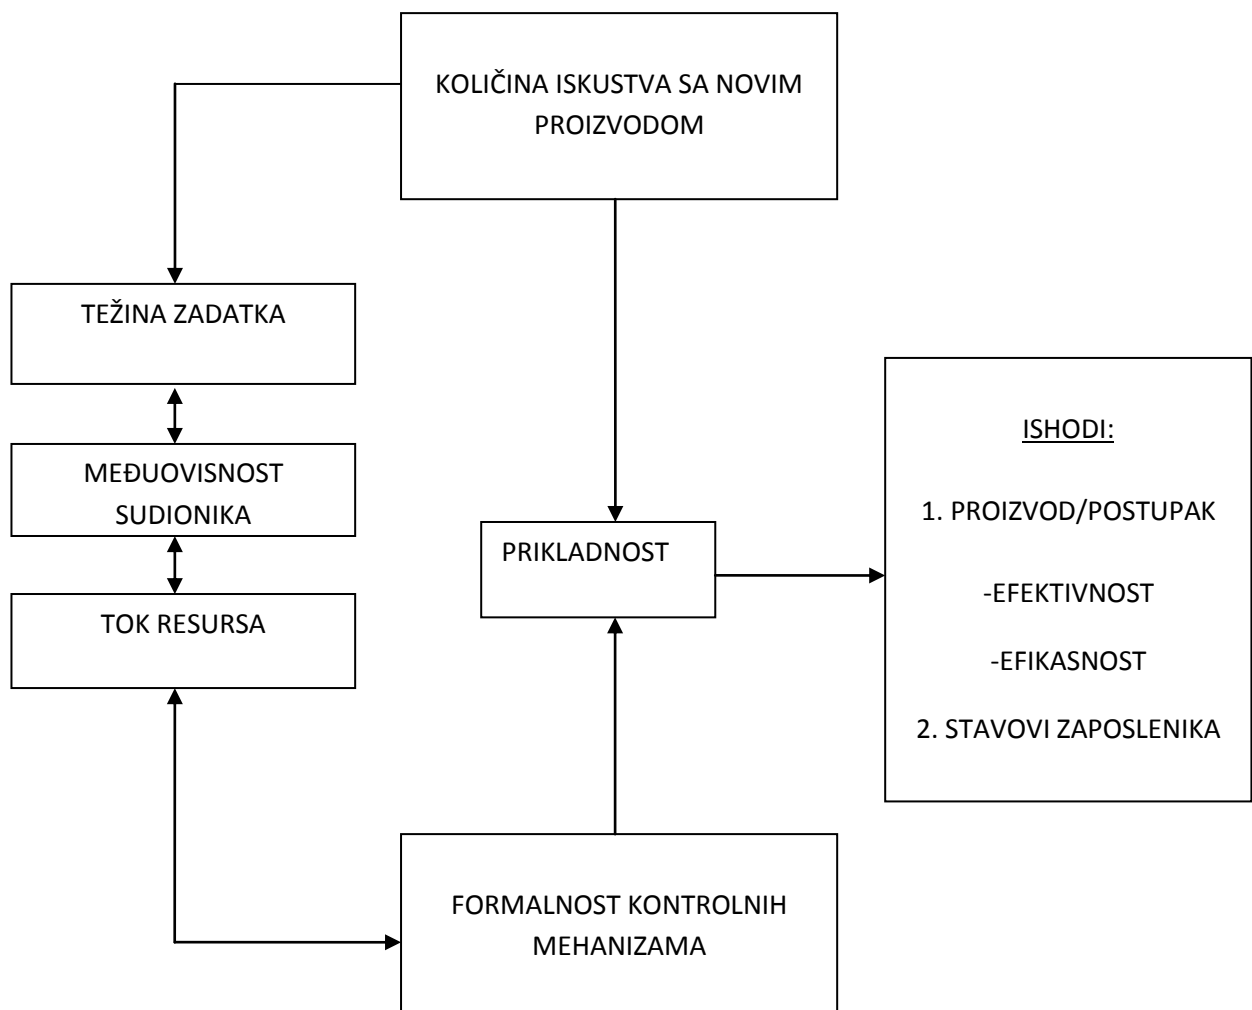 KOLIČINA ISKUSTVA SA NOVIM
PROIZVODOM
TEŽINA ZADATKA
MEĐUOVISNOST
SUDIONIKA
TOK RESURSA
PRIKLADNOST
FORMALNOST KONTROLNIH
MEHANIZAMA
ISHODI:
1. PROIZVOD/POSTUPAK
-EFEKTIVNOST
-EFIKASNOST
2. STAVOVI ZAPOSLENIKA